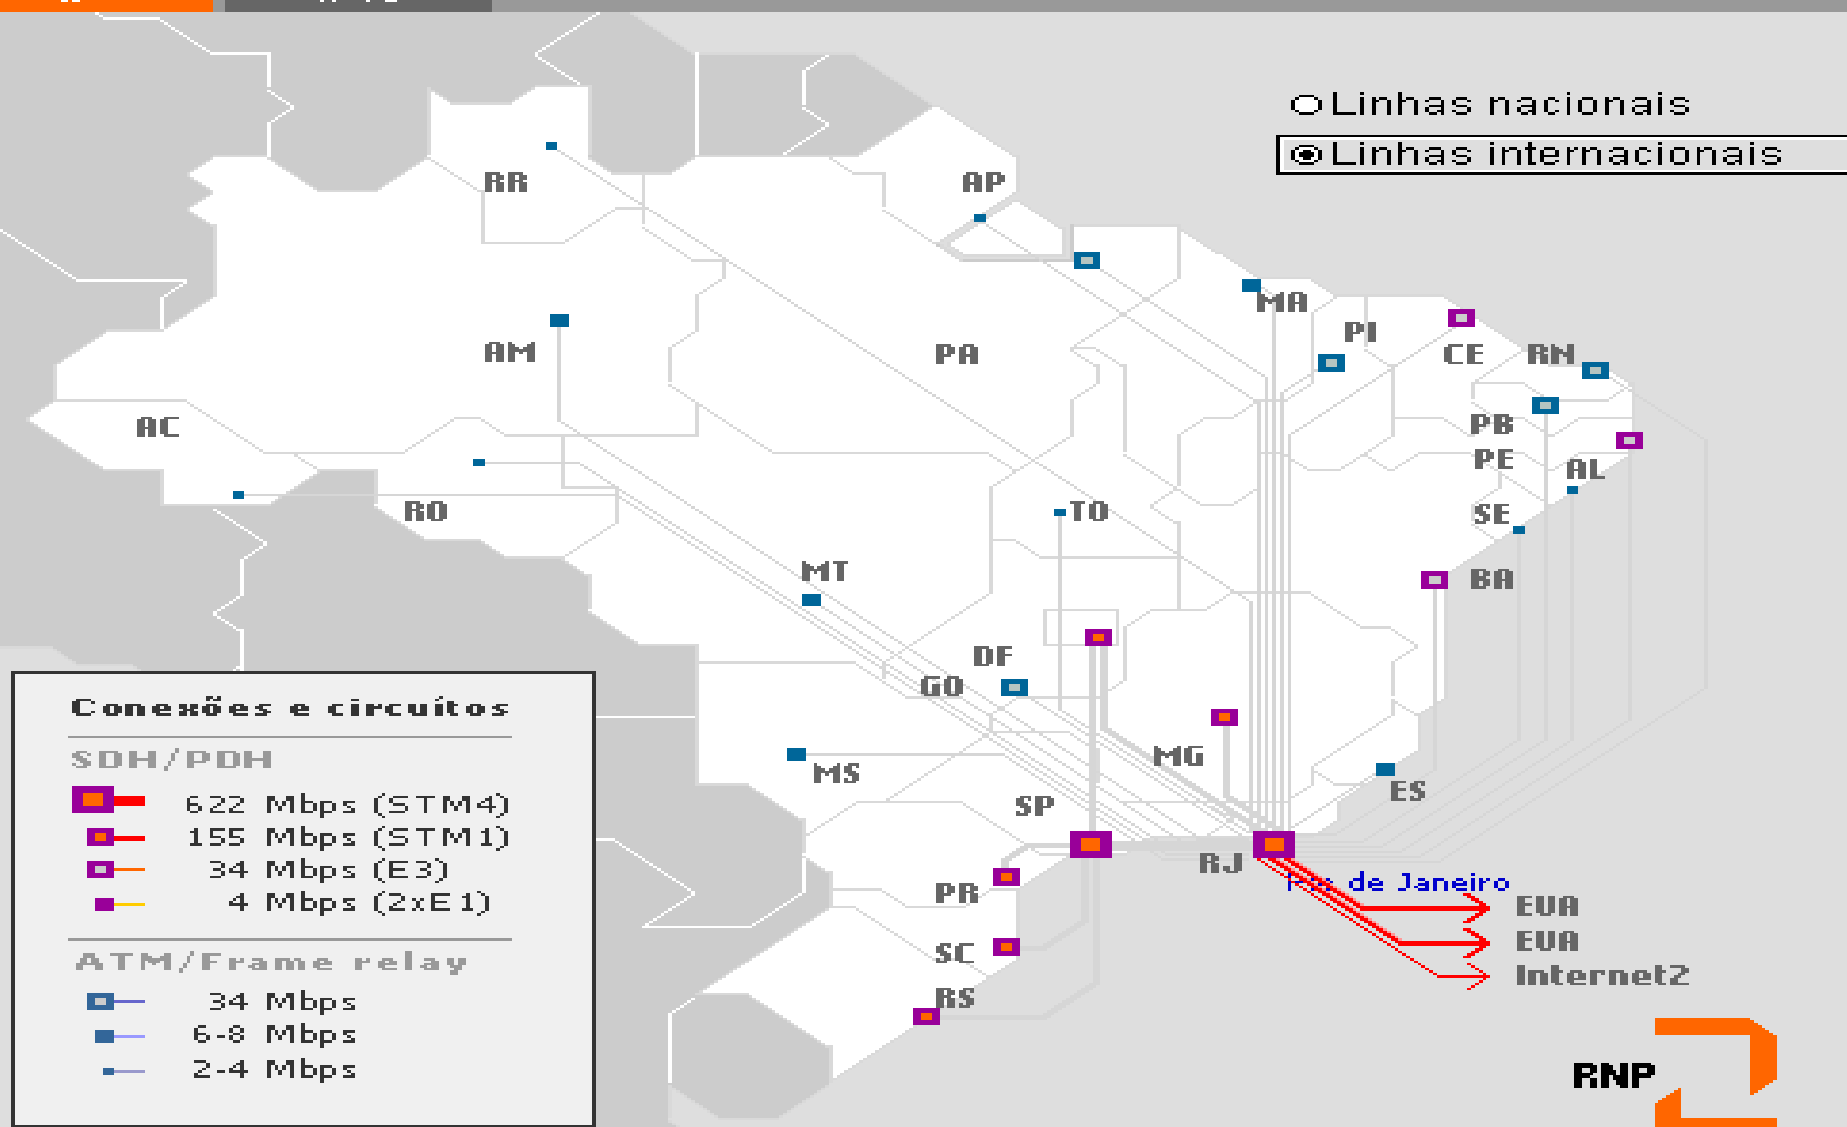 Linhas nacionais
Linhas internacionais
RR
AP
MA
PI
AM
PA
CE
RN
AC
PB
PE
AL
RO
TO
SE
MT
BA
DF
GO
MG
MS
ES
SP
RJ
PR
de Janeiro
EUA
SC
EUA
Internet2
RS
RNP
Conexões e circuitos
SDH/PDH
622 Mbps (STM4)
155 Mbps (STM1)
34 Mbps (E3)
4 Mbps (2xE1)
ATM/Frame relay
34 Mbps
6-8 Mbps
2-4 Mbps